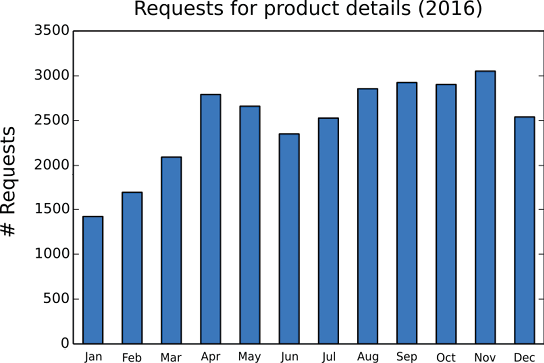 Requests for product details (2016)
# Requests
3500
3000
2500
2000
1500
1000
500
0
Jan Feb Mar Apr May Jun Jul Aug Sep Oct Nov Dec